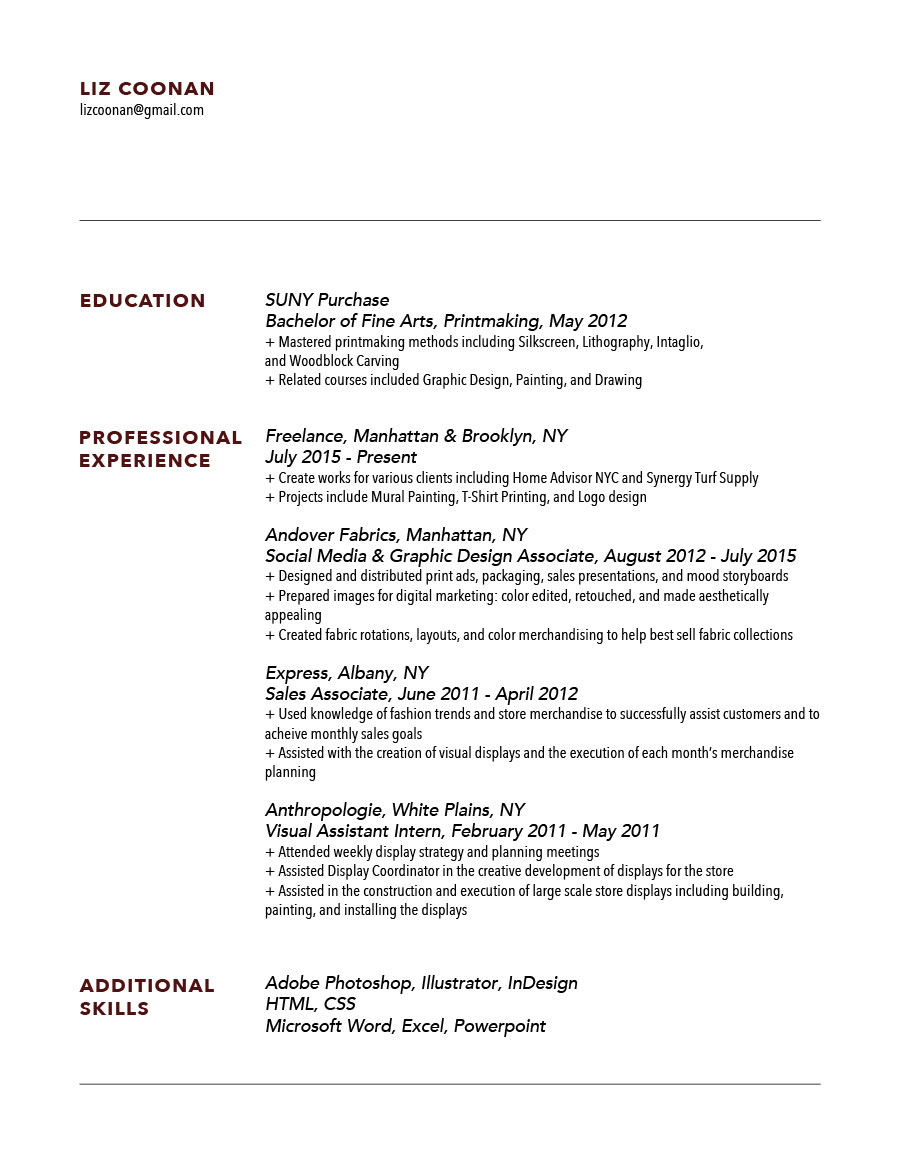 LIZ COONAN
lizcoonan@gmail.com
EDUCATION
SUNY Purchase
Bachelor of Fine Arts, Printmaking, May 2012
+ Mastered printmaking methods including Silkscreen, Lithography, Intaglio,
and Woodblock Carving
+ Related courses included Graphic Design, Painting, and Drawing
PROFESSIONAL
EXPERIENCE
Freelance, Manhattan & Brooklyn, NY
July 2015 - Present
+ Create works for various clients including Home Advisor NYC and Synergy Turf Supply
+ Projects include Mural Painting, T-Shirt Printing, and Logo design
Andover Fabrics, Manhattan, NY
Social Media & Graphic Design Associate, August 2012 - July 2015
+ Designed and distributed print ads, packaging, sales presentations, and mood storyboards
+ Prepared images for digital marketing: color edited, retouched, and made aesthetically
appealing
+ Created fabric rotations, layouts, and color merchandising to help best sell fabric collections
Express, Albany, NY
Sales Associate, June 2011 - April 2012
+ Used knowledge of fashion trends and store merchandise to successfully assist customers and to
acheive monthly sales goals
+ Assisted with the creation of visual displays and the execution of each month’s merchandise
planning
Anthropologie, White Plains, NY
Visual Assistant Intern, February 2011 - May 2011
+ Attended weekly display strategy and planning meetings
+ Assisted Display Coordinator in the creative development of displays for the store
+ Assisted in the construction and execution of large scale store displays including building,
painting, and installing the displays
ADDITIONAL
SKILLS
Adobe Photoshop, Illustrator, InDesign
HTML, CSS
Microsoft Word, Excel, Powerpoint